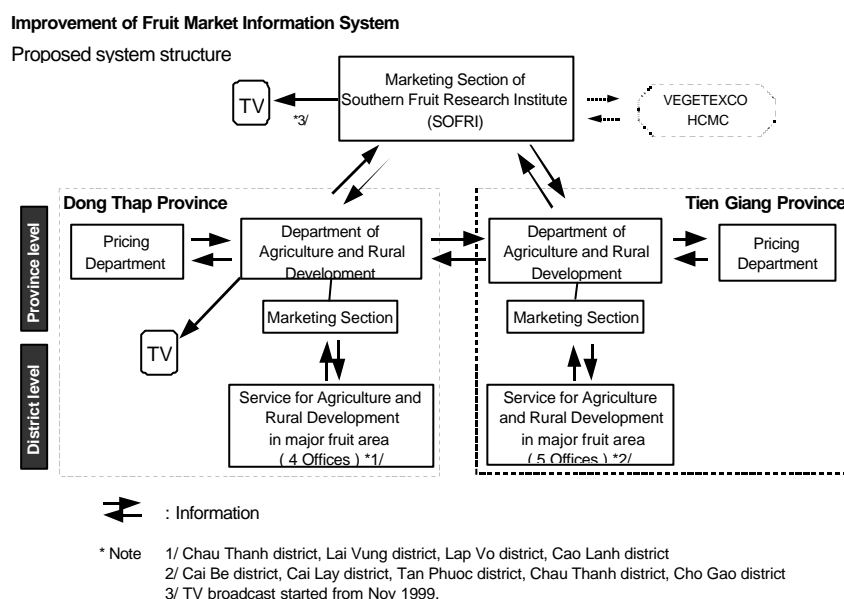 Improvement of Fruit Market Information System
Proposed system structure
TV
*3/
Marketing Section of
Southern Fruit Research Institute
(SOFRI)
VEGETEXCO
HCMC
Dong Thap Province
Tien Giang Province
Province level
Pricing
Department
Department of
Agriculture and Rural
Development
Department of
Agriculture and Rural
Development
Pricing
Department
Marketing Section
Marketing Section
TV
District level
Service for Agriculture and
Rural Development
in major fruit area
( 4 Offices ) *1/
Service for Agriculture
and Rural Development
in major fruit area
( 5 Offices ) *2/
: Information
* Note 1/ Chau Thanh district, Lai Vung district, Lap Vo district, Cao Lanh district
2/ Cai Be district, Cai Lay district, Tan Phuoc district, Chau Thanh district, Cho Gao district
3/ TV broadcast started from Nov 1999.